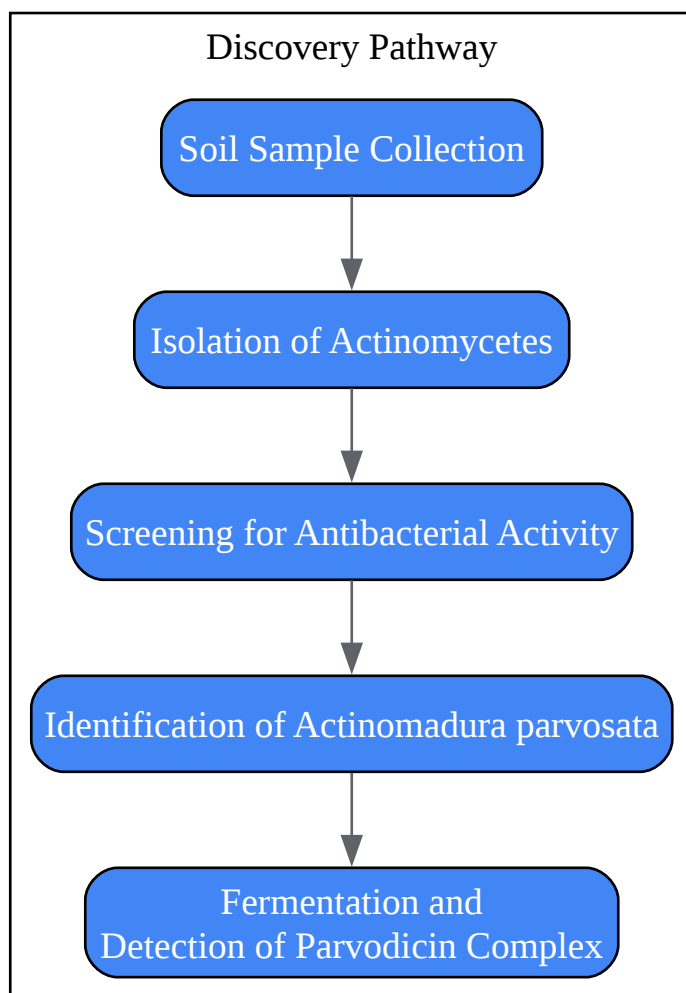 Discovery Pathway
Soil Sample Collection
Isolation of Actinomycetes
Screening for Antibacterial Activity
Identification of Actinomadura parvosata
Fermentation and
Detection of Parvodicin Complex